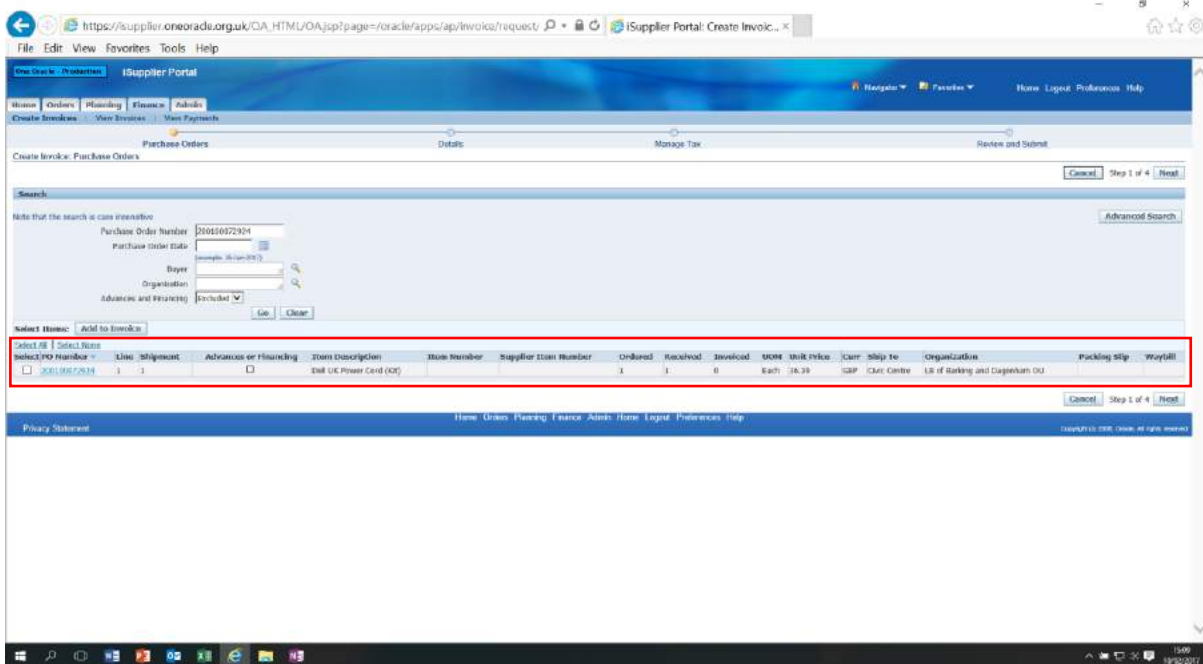 https://isupplier.oneoracle.org.uk/OA_HTML/OA.jsp?page=/oracle/apps/ap/invoice/request/
iSupplier Portal: Create Invoic...
File Edit View Favorites Tools Help
One Oracle - Production iSupplier Portal
Navigator Favorites Home Logout Preferences Help
Home Orders Planning Finance Admin
Create Invoices View Invoices View Payments
Purchase Orders Details Manage Tax Review and Submit
Create Invoice: Purchase Orders
Cancel Step 1 of 4 Next
Search
Note that the search is case insensitive
Advanced Search
Purchase Order Number 200100072924
Purchase Order Date
Buyer
Organization
Advances and Financing Excluded
Go Clear
Select Items: Add to Invoice
Select All Select None
Select PO Number Line Shipment Advances or Financing Item Description Item Number Supplier Item Number Ordered Received Invoiced UOM Unit Price Curr Ship To Organization Packing Slip Waybill
1 1 Dell UK Power Cord (Kit) 1 1 0 Each GBP Civic Centre LB of Barking and Dagenham OU
Cancel Step 1 of 4 Next
Home Orders Planning Finance Admin Home Logout Preferences Help
Privacy Statement
15:09